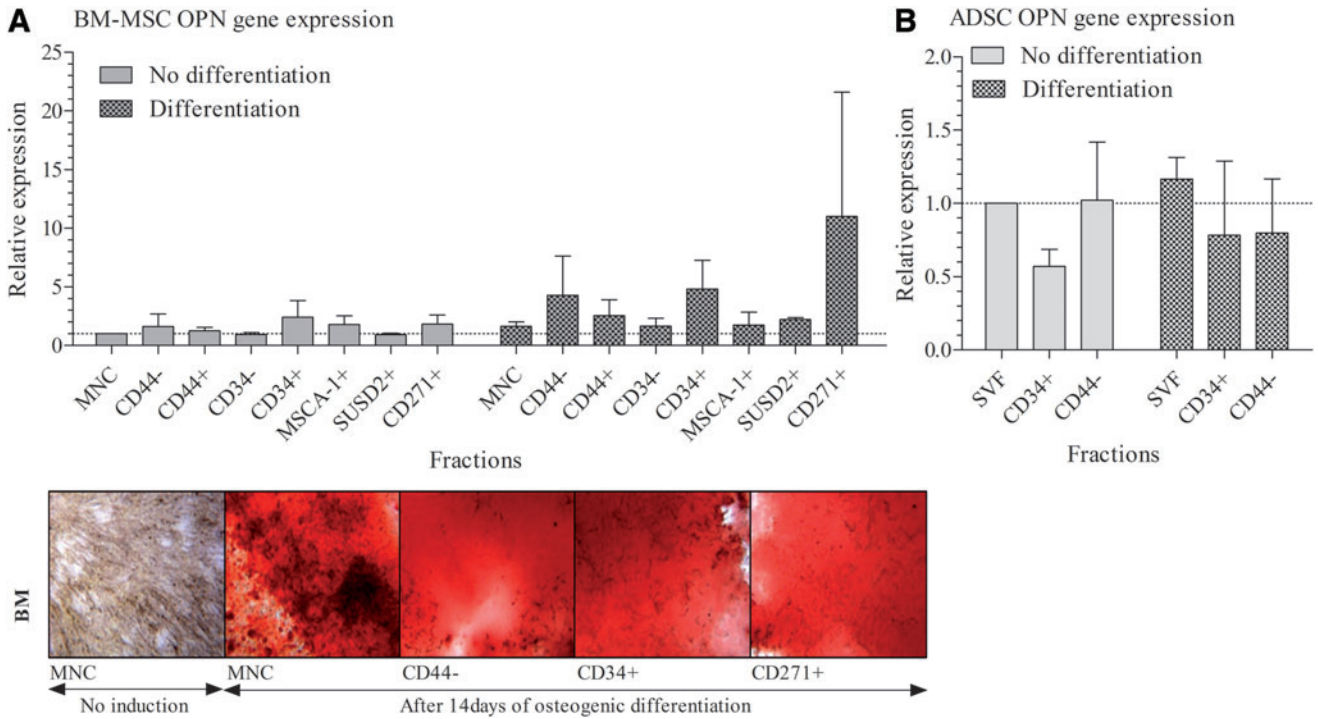 A BM-MSC OPN gene expression
25
20
15
10
5
0
Relative expression
No differentiation
Differentiation
MNC CD44- CD44+ CD34- CD34+ MSCA-1+ SUSD2+ CD271+ MNC CD44- CD44+ CD34- CD34+ MSCA-1+ SUSD2+ CD271+
Fractions
B ADSC OPN gene expression
2.0
1.5
1.0
0.5
0.0
Relative expression
No differentiation
Differentiation
SVF CD34+ CD44- SVF CD34+ CD44-
Fractions
BM
MNC MNC CD44- CD34+ CD271+
No induction After 14days of osteogenic differentiation